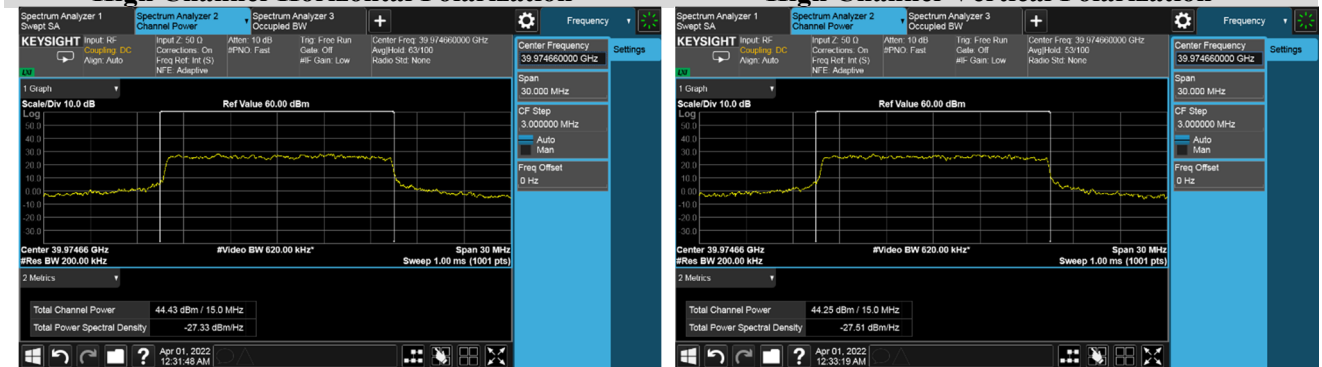 High Channel Horizontal Polarization
High Channel Vertical Polarization
Spectrum Analyzer 1
Swept SA
Spectrum Analyzer 2
Channel Power
Spectrum Analyzer 3
Occupied BW
+
Frequency
KEYSIGHT
Input: RF
Coupling: DC
Align: Auto
Input Z: 50 Ω
Corrections: On
Freq Ref: Int (S)
NFE: Adaptive
Atten: 10 dB
#PNO: Fast
Trig: Free Run
Gate: Off
#IF Gain: Low
Center Freq: 39.974660000 GHz
Avg|Hold: 63/100
Radio Std: None
Center Frequency
39.974660000 GHz
Settings
Span
30.000 MHz
CF Step
3.000000 MHz
Auto
Man
Freq Offset
0 Hz
1 Graph
Scale/Div 10.0 dB
Ref Value 60.00 dBm
Log
50.0
40.0
30.0
20.0
10.0
0.00
-10.0
-20.0
-30.0
Center 39.97466 GHz
#Res BW 200.00 kHz
#Video BW 620.00 kHz*
Span 30 MHz
Sweep 1.00 ms (1001 pts)
2 Metrics
Total Channel Power 44.43 dBm / 15.0 MHz
Total Power Spectral Density -27.33 dBm/Hz
?
Apr 01, 2022
12:31:48 AM
Spectrum Analyzer 1
Swept SA
Spectrum Analyzer 2
Channel Power
Spectrum Analyzer 3
Occupied BW
+
Frequency
KEYSIGHT
Input: RF
Coupling: DC
Align: Auto
Input Z: 50 Ω
Corrections: On
Freq Ref: Int (S)
NFE: Adaptive
Atten: 10 dB
#PNO: Fast
Trig: Free Run
Gate: Off
#IF Gain: Low
Center Freq: 39.974660000 GHz
Avg|Hold: 53/100
Radio Std: None
Center Frequency
39.974660000 GHz
Settings
Span
30.000 MHz
CF Step
3.000000 MHz
Auto
Man
Freq Offset
0 Hz
1 Graph
Scale/Div 10.0 dB
Ref Value 60.00 dBm
Log
50.0
40.0
30.0
20.0
10.0
0.00
-10.0
-20.0
-30.0
Center 39.97466 GHz
#Res BW 200.00 kHz
#Video BW 620.00 kHz*
Span 30 MHz
Sweep 1.00 ms (1001 pts)
2 Metrics
Total Channel Power 44.25 dBm / 15.0 MHz
Total Power Spectral Density -27.51 dBm/Hz
?
Apr 01, 2022
12:33:19 AM